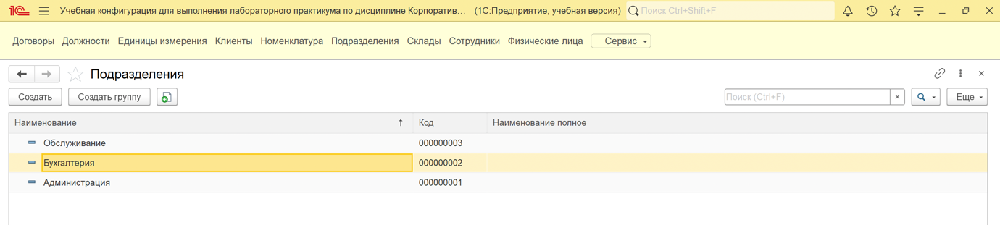 1С Учебная конфигурация для выполнения лабораторного практикума по дисциплине Корпоратив... (1С:Предприятие, учебная версия) Поиск Ctrl+Shift+F
Договоры Должности Единицы измерения Клиенты Номенклатура Подразделения Склады Сотрудники Физические лица Сервис
Подразделения
Создать Создать группу Поиск (Ctrl+F) × Еще
Наименование ↑ Код Наименование полное
Обслуживание 000000003
Бухгалтерия 000000002
Администрация 000000001